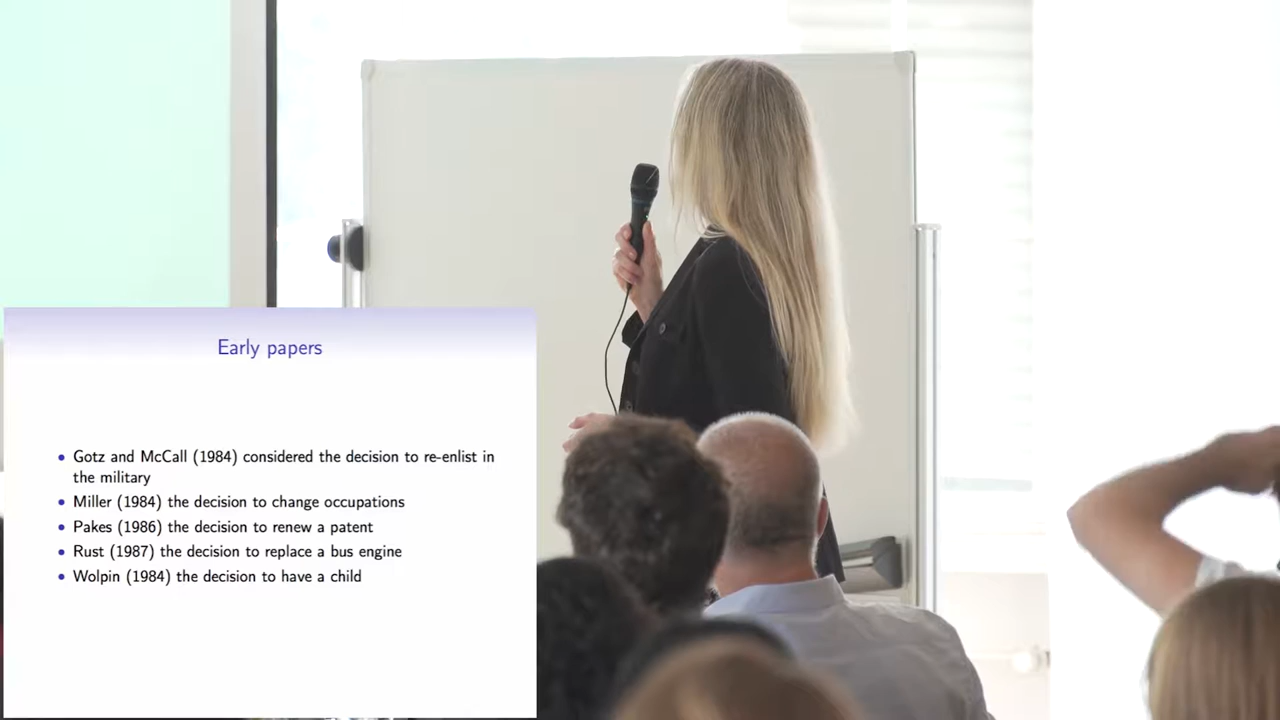 Early papers
• Gotz and McCall (1984) considered the decision to re-enlist in
the military
• Miller (1984) the decision to change occupations
• Pakes (1986) the decision to renew a patent
• Rust (1987) the decision to replace a bus engine
• Wolpin (1984) the decision to have a child